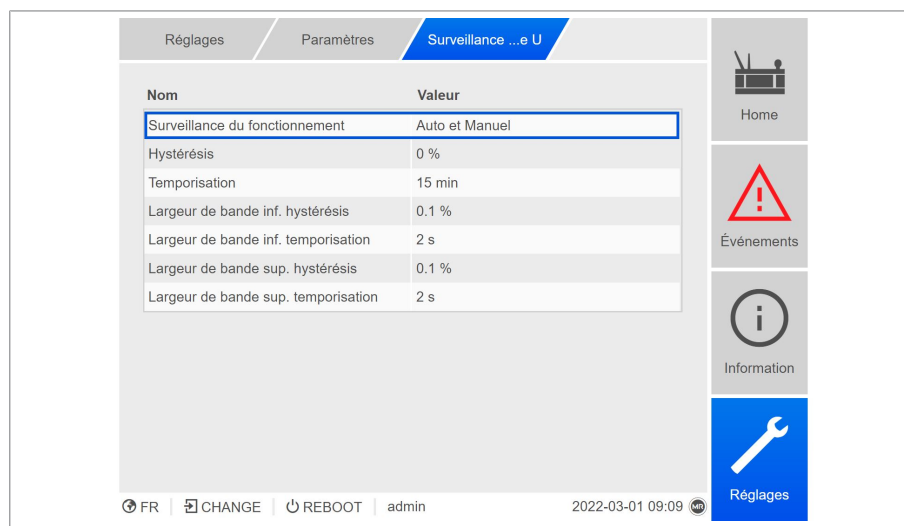 Réglages Paramètres Surveillance ...e U
Nom Valeur
Surveillance du fonctionnement Auto et Manuel
Hystérésis 0 %
Temporisation 15 min
Largeur de bande inf. hystérésis 0.1 %
Largeur de bande inf. temporisation 2 s
Largeur de bande sup. hystérésis 0.1 %
Largeur de bande sup. temporisation 2 s
Home
Événements
Information
Réglages
FR CHANGE REBOOT admin 2022-03-01 09:09 MR